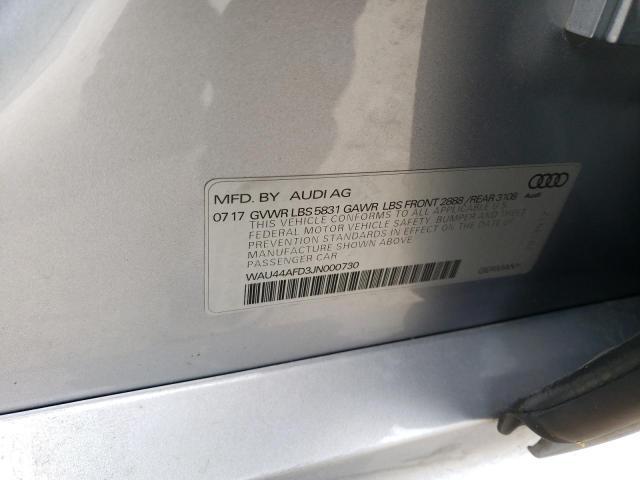 MFD. BY AUDI AG
Audi
07 17 GVWR LBS 5831 GAWR LBS FRONT 2888 / REAR 3108
THIS VEHICLE CONFORMS TO ALL APPLICABLE U.S.
FEDERAL MOTOR VEHICLE SAFETY, BUMPER AND THEFT
PREVENTION STANDARDS IN EFFECT ON THE DATE OF
MANUFACTURE SHOWN ABOVE.
PASSENGER CAR
WAU44AFD3JN000730
GERMANY